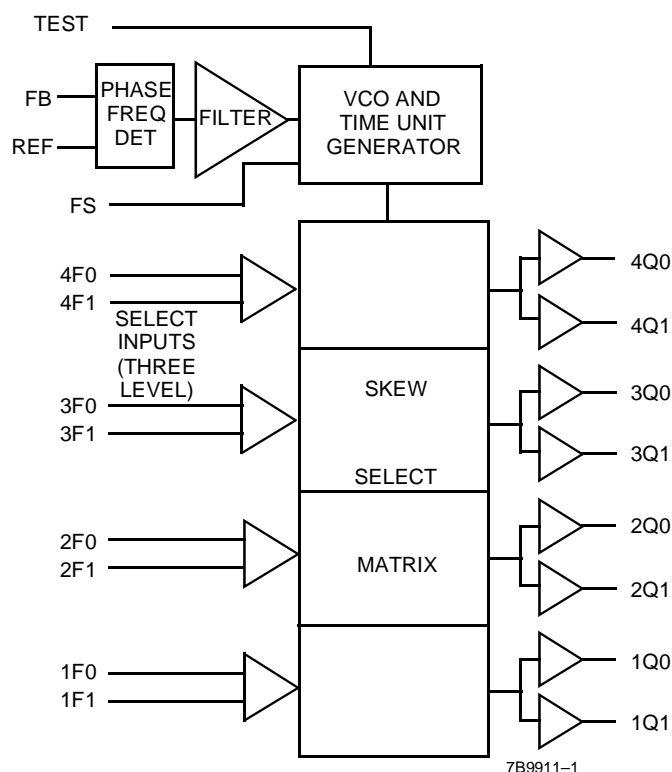 TEST
FB
REF
PHASE
FREQ
DET
FILTER
VCO AND
TIME UNIT
GENERATOR
FS
4F0
4F1
SELECT
INPUTS
(THREE
LEVEL)
3F0
3F1
2F0
2F1
1F0
1F1
SKEW
SELECT
MATRIX
4Q0
4Q1
3Q0
3Q1
2Q0
2Q1
1Q0
1Q1
7B9911–1